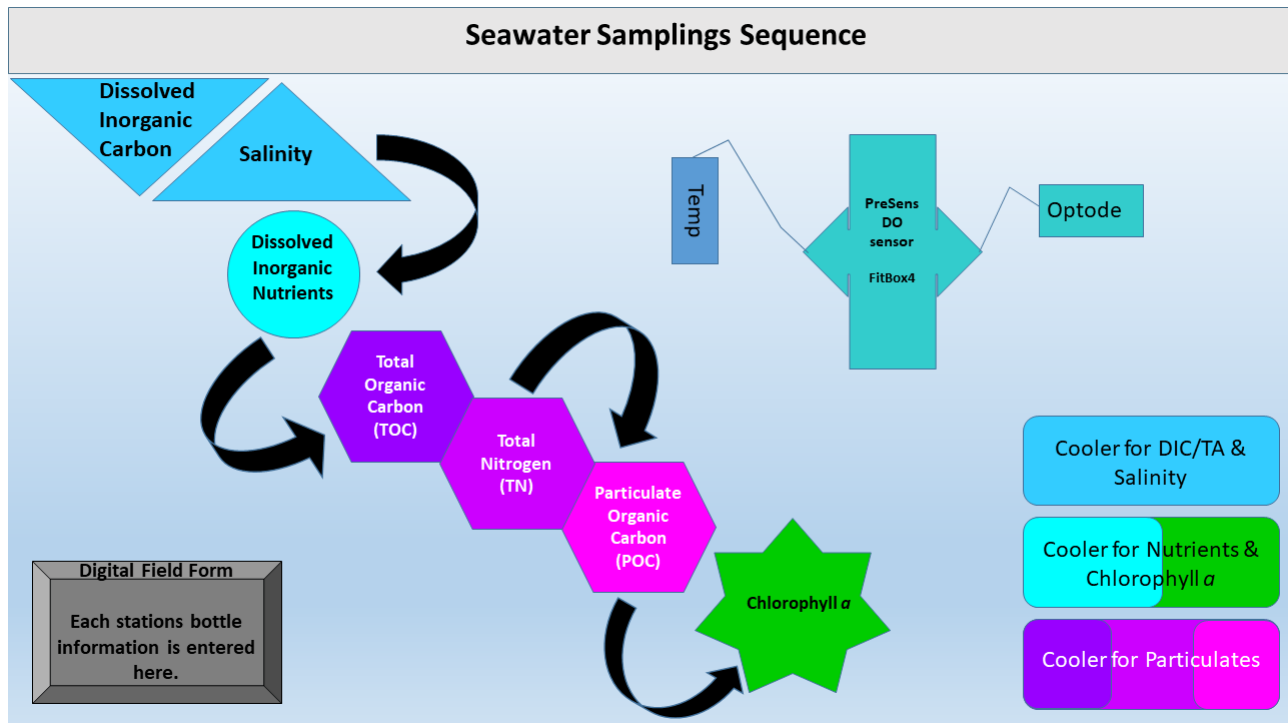 Seawater Samplings Sequence
Dissolved
Inorganic
Carbon
Salinity
Dissolved
Inorganic
Nutrients
Temp
PreSens
DO
sensor
FitBox4
Optode
Total
Organic
Carbon
(TOC)
Total
Nitrogen
(TN)
Particulate
Organic
Carbon
(POC)
Chlorophyll a
Cooler for DIC/TA &
Salinity
Cooler for Nutrients &
Chlorophyll a
Cooler for Particulates
Digital Field Form
Each stations bottle
information is entered
here.